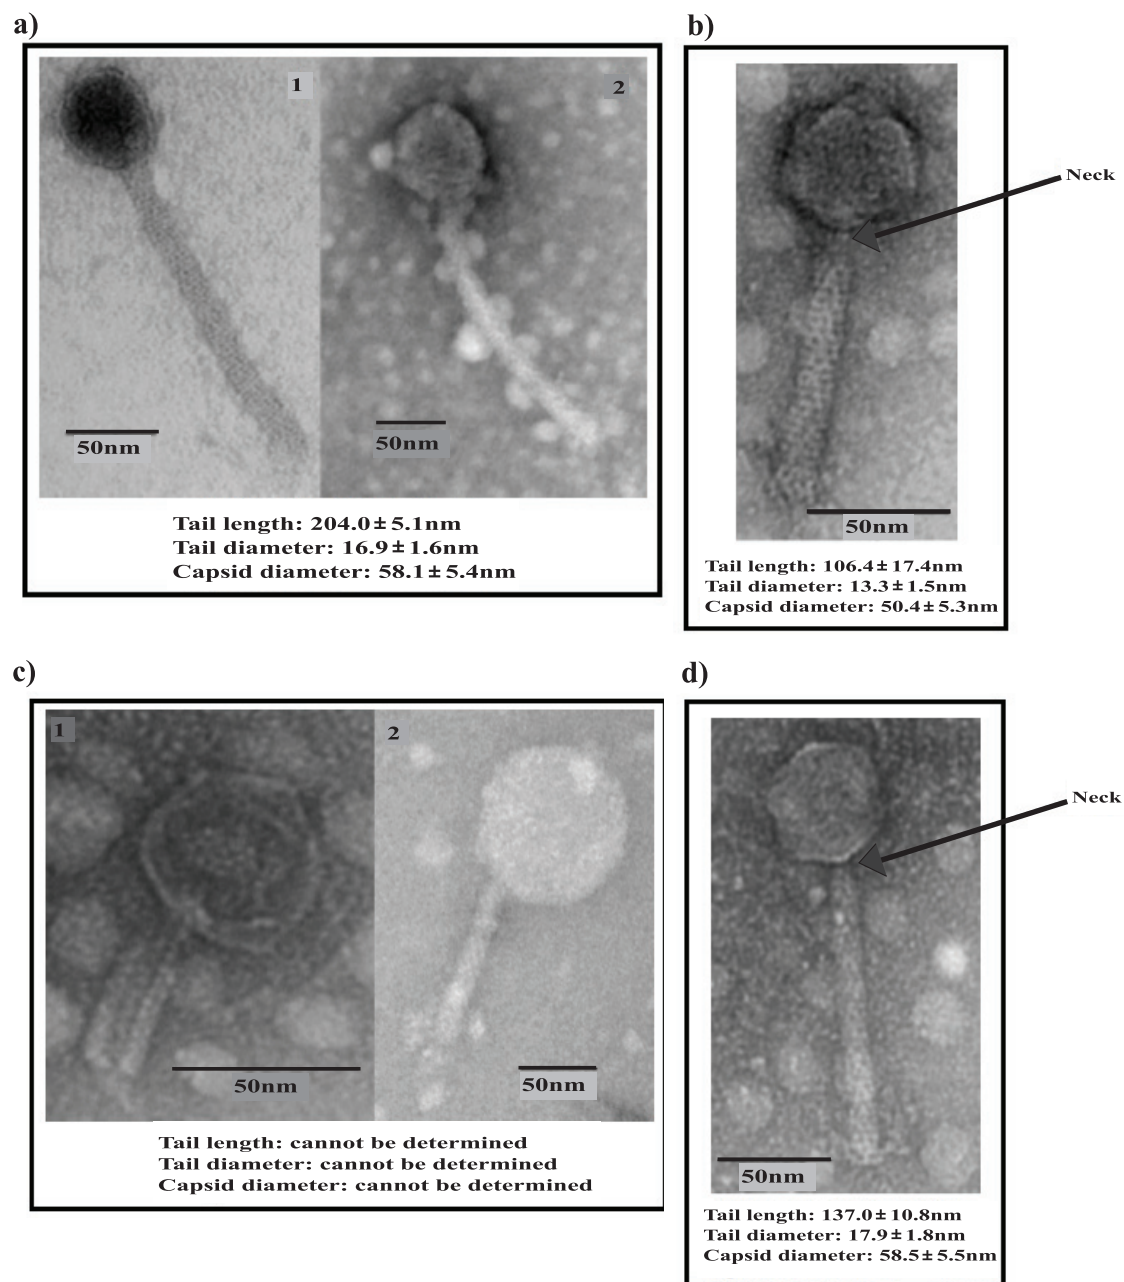 a)
1
2
50nm
50nm
Tail length: 204.0±5.1nm
Tail diameter: 16.9±1.6nm
Capsid diameter: 58.1±5.4nm
b)
Neck
50nm
Tail length: 106.4±17.4nm
Tail diameter: 13.3±1.5nm
Capsid diameter: 50.4±5.3nm
c)
1
2
50nm
50nm
Tail length: cannot be determined
Tail diameter: cannot be determined
Capsid diameter: cannot be determined
d)
Neck
50nm
Tail length: 137.0±10.8nm
Tail diameter: 17.9±1.8nm
Capsid diameter: 58.5±5.5nm